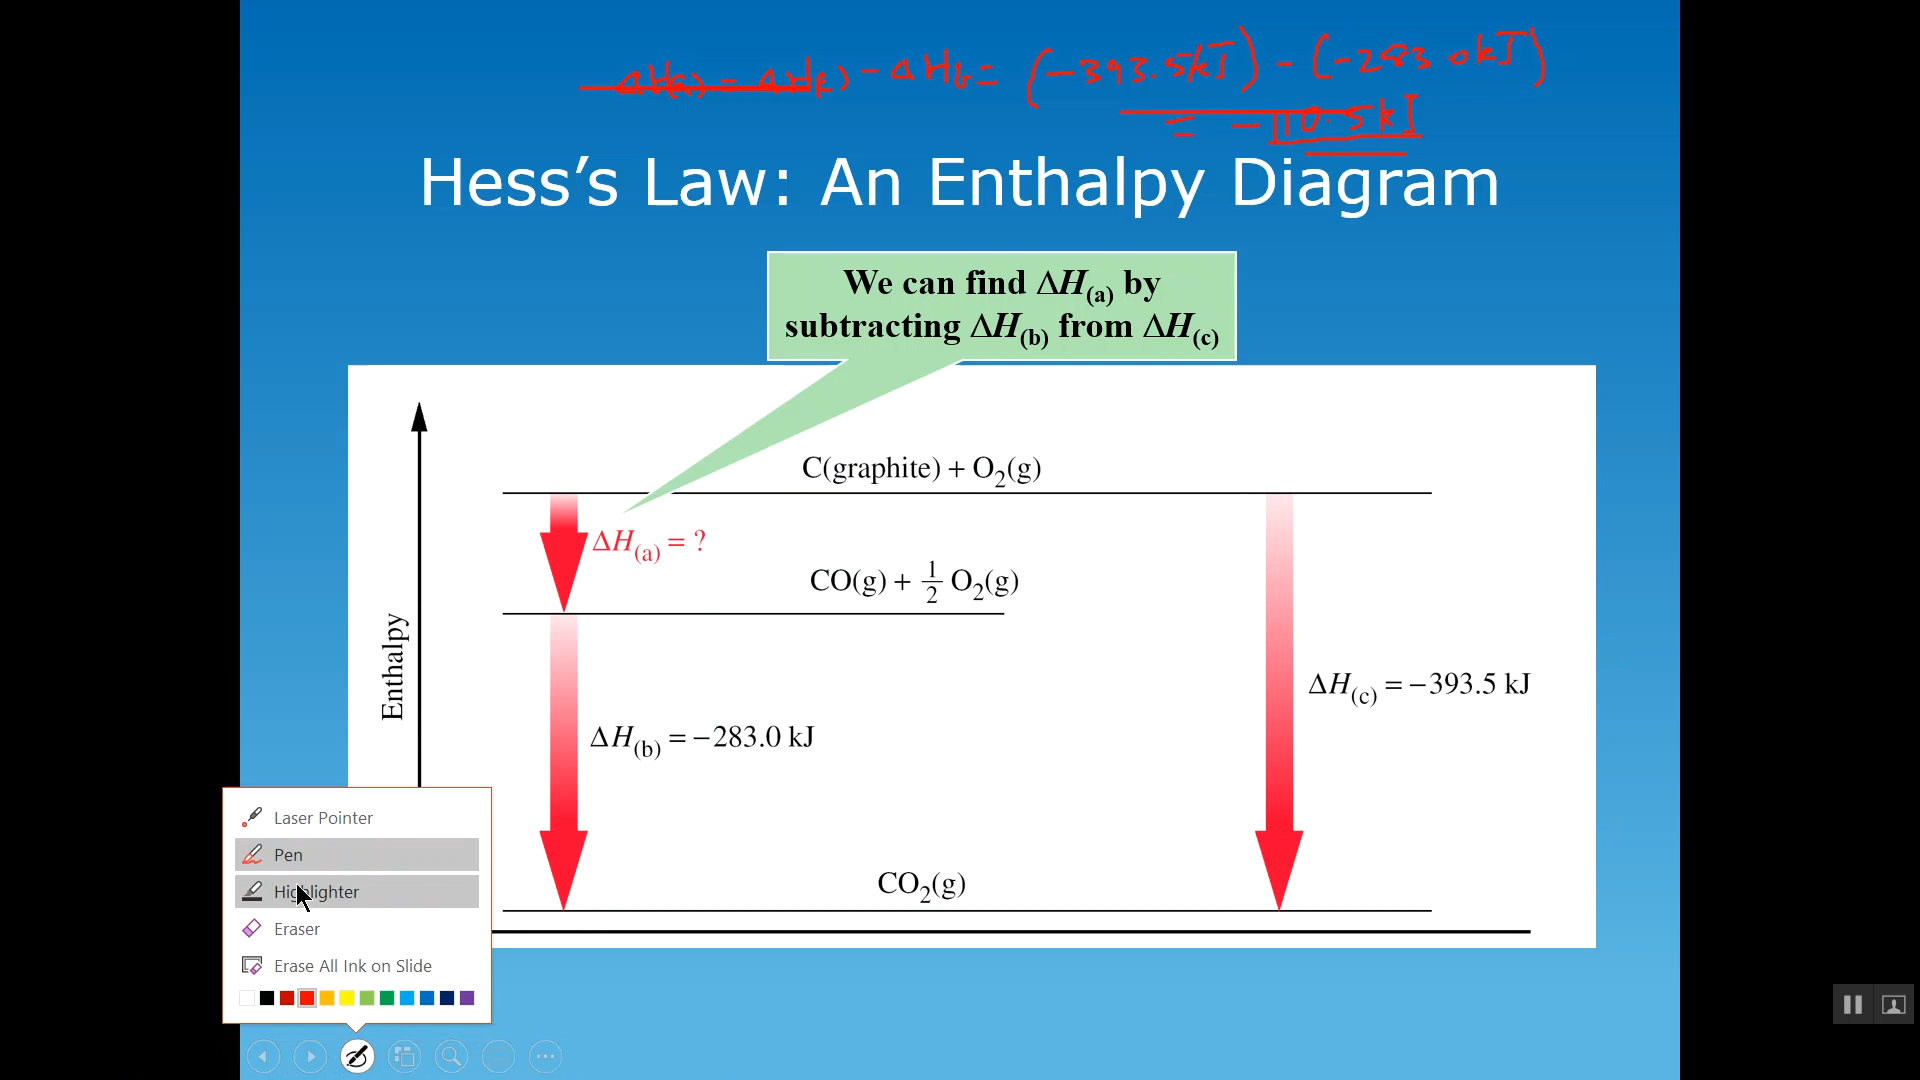 ΔH(a) = ΔH(c) - ΔHb = (-393.5kJ) - (-283.0kJ)
= -110.5kJ
Hess’s Law: An Enthalpy Diagram
We can find ΔH(a) by
subtracting ΔH(b) from ΔH(c)
C(graphite) + O2(g)
ΔH(a) = ?
CO(g) + 1/2 O2(g)
Enthalpy
ΔH(c) = −393.5 kJ
ΔH(b) = −283.0 kJ
CO2(g)
Laser Pointer
Pen
Highlighter
Eraser
Erase All Ink on Slide